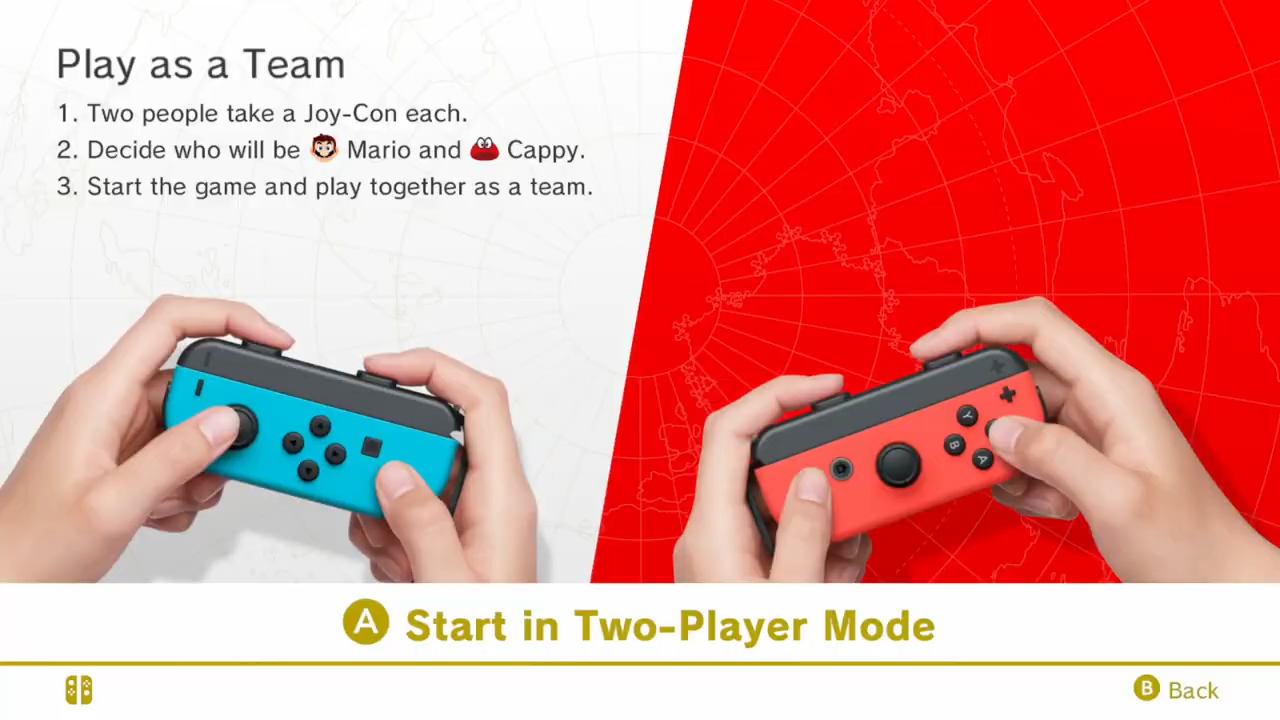 Play as a Team
1. Two people take a Joy-Con each.
2. Decide who will be Mario and Cappy.
3. Start the game and play together as a team.
Y
B
A
A Start in Two-Player Mode
B Back